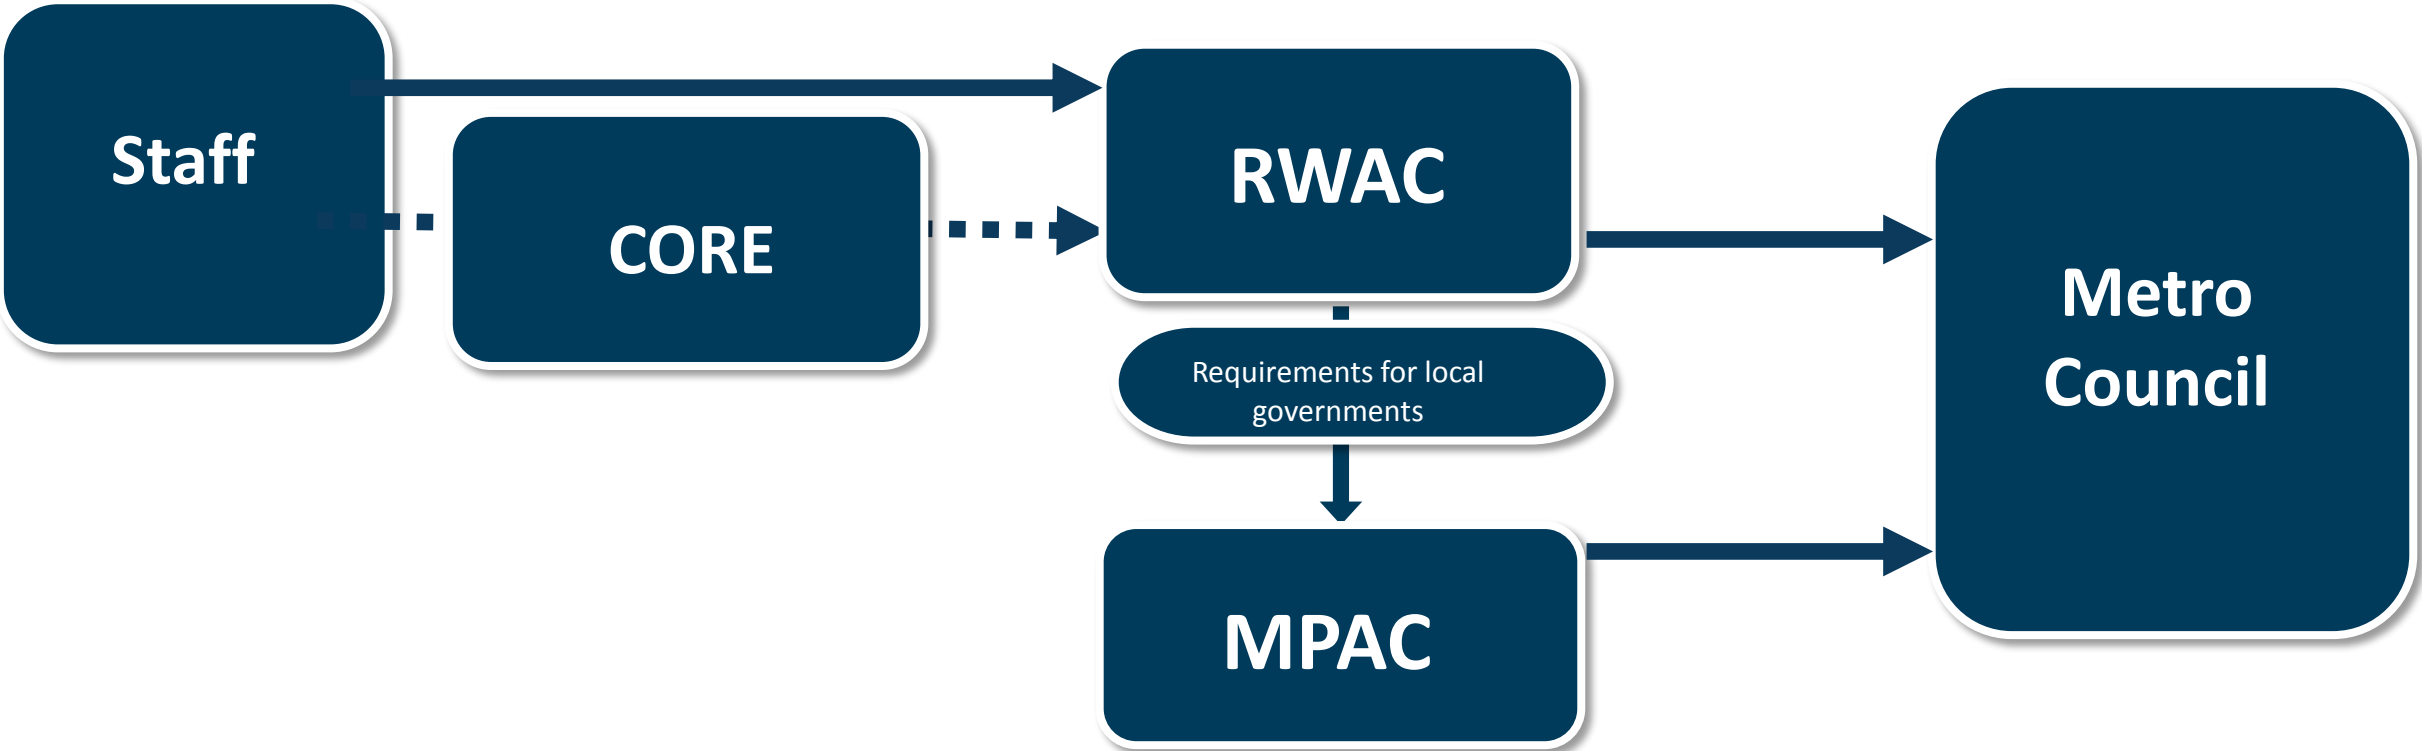 Staff
CORE
RWAC
Requirements for local
governments
MPAC
Metro
Council